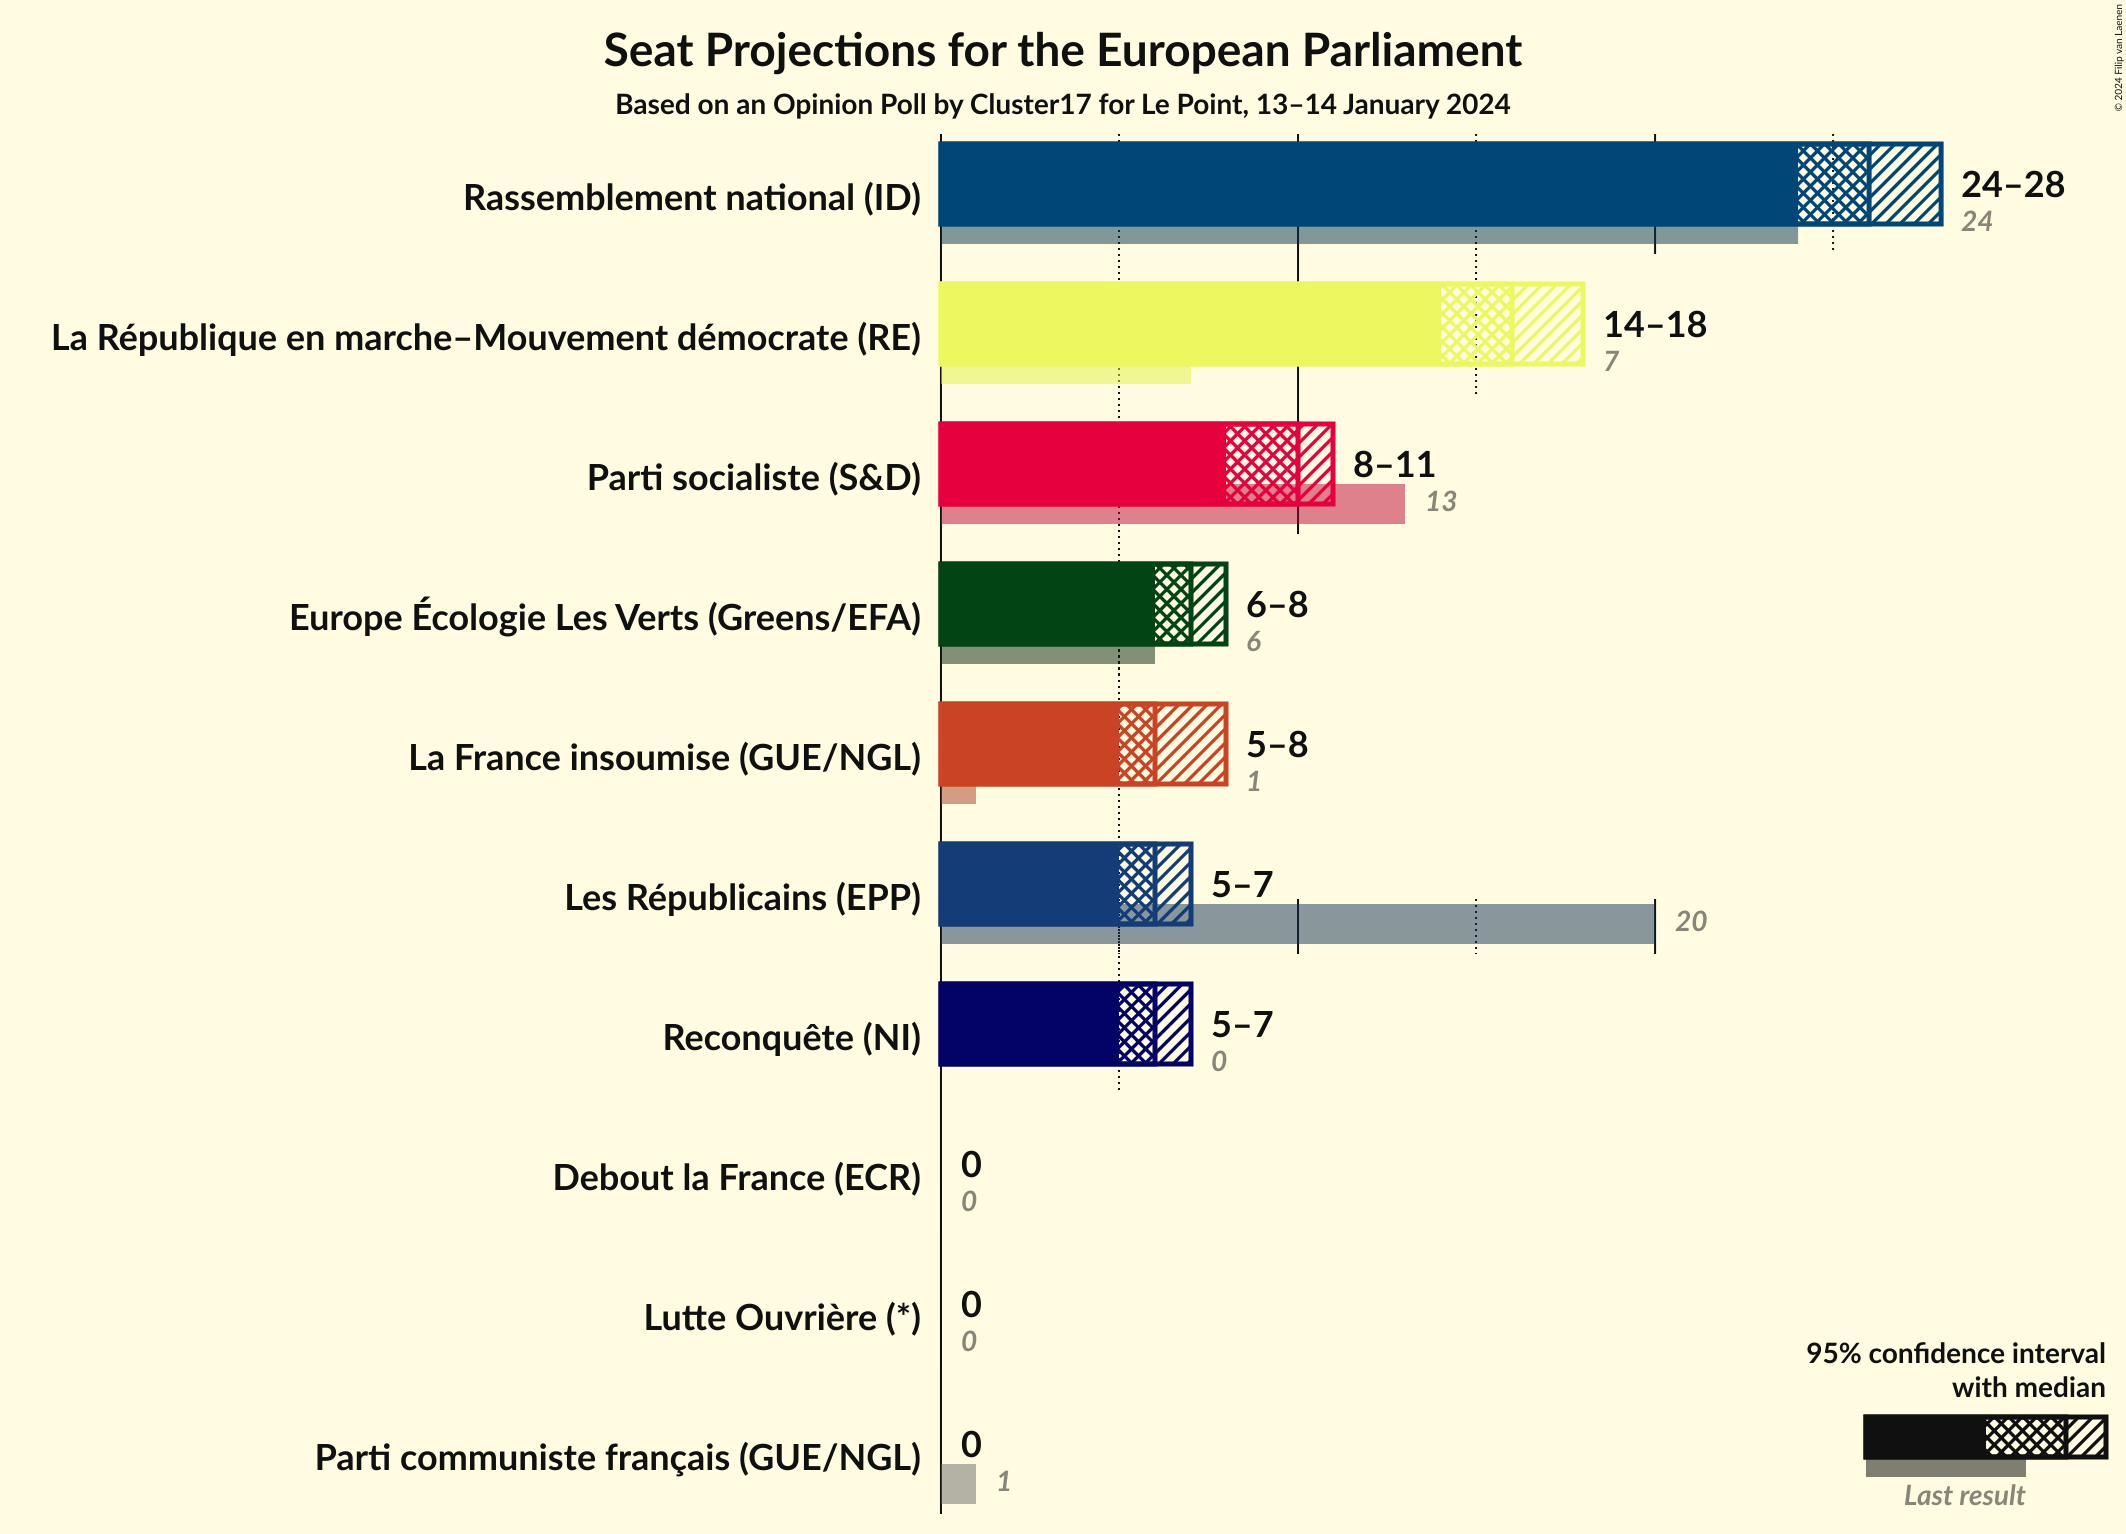 Seat Projections for the European Parliament
Based on an Opinion Poll by Cluster17 for Le Point, 13–14 January 2024
© 2024 Filip van Laenen
Rassemblement national (ID)
24–28
24
La République en marche–Mouvement démocrate (RE)
14–18
7
Parti socialiste (S&D)
8–11
13
Europe Écologie Les Verts (Greens/EFA)
6–8
6
La France insoumise (GUE/NGL)
5–8
1
Les Républicains (EPP)
5–7
20
Reconquête (NI)
5–7
0
Debout la France (ECR)
0
0
Lutte Ouvrière (*)
0
0
Parti communiste français (GUE/NGL)
0
1
95% confidence interval
with median
Last result